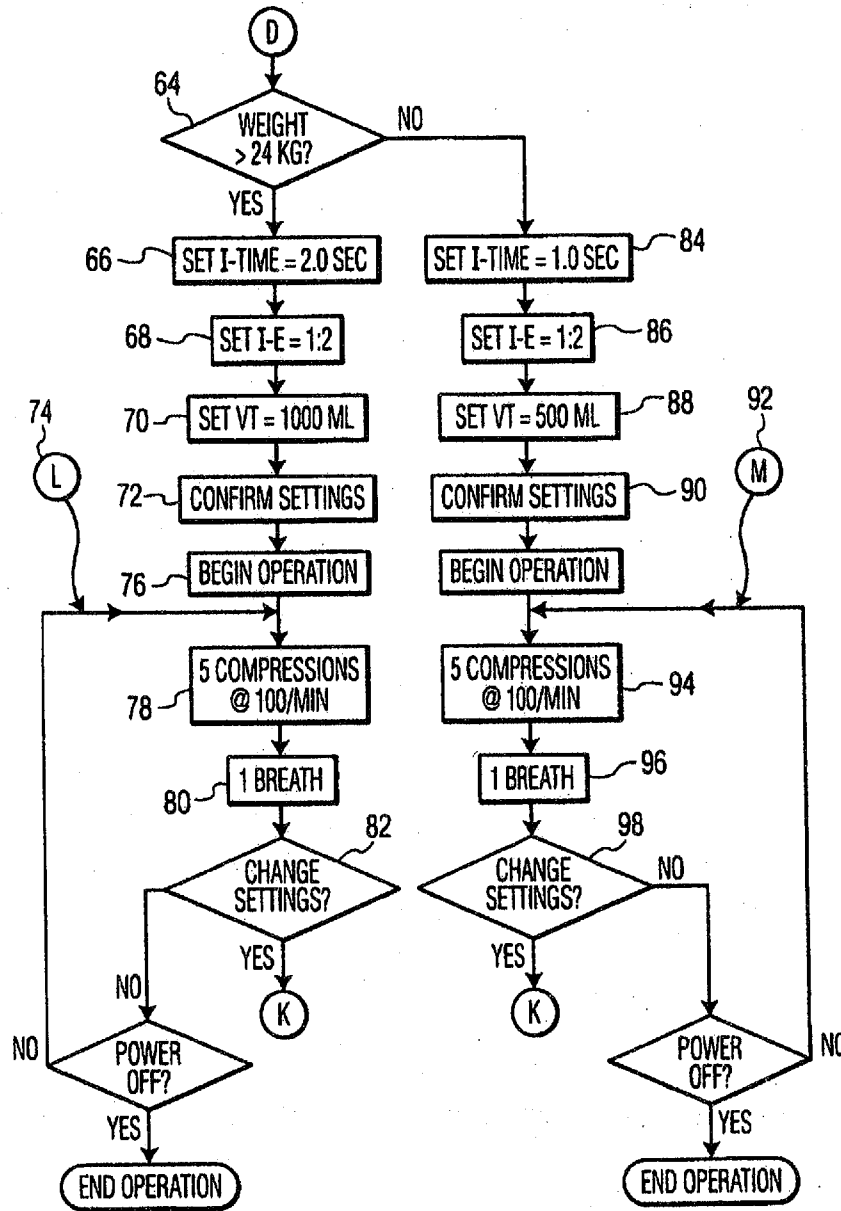 D
64
WEIGHT
> 24 KG?
NO
YES
66
SET I-TIME = 2.0 SEC
SET I-TIME = 1.0 SEC
84
68
SET I-E = 1:2
SET I-E = 1:2
86
74
L
70
SET VT = 1000 ML
SET VT = 500 ML
88
92
M
72
CONFIRM SETTINGS
CONFIRM SETTINGS
90
76
BEGIN OPERATION
BEGIN OPERATION
78
5 COMPRESSIONS
@ 100/MIN
5 COMPRESSIONS
@ 100/MIN
94
80
1 BREATH
1 BREATH
96
82
CHANGE
SETTINGS?
98
CHANGE
SETTINGS?
NO
YES
YES
NO
K
K
NO
POWER
OFF?
POWER
OFF?
NO
YES
YES
END OPERATION
END OPERATION